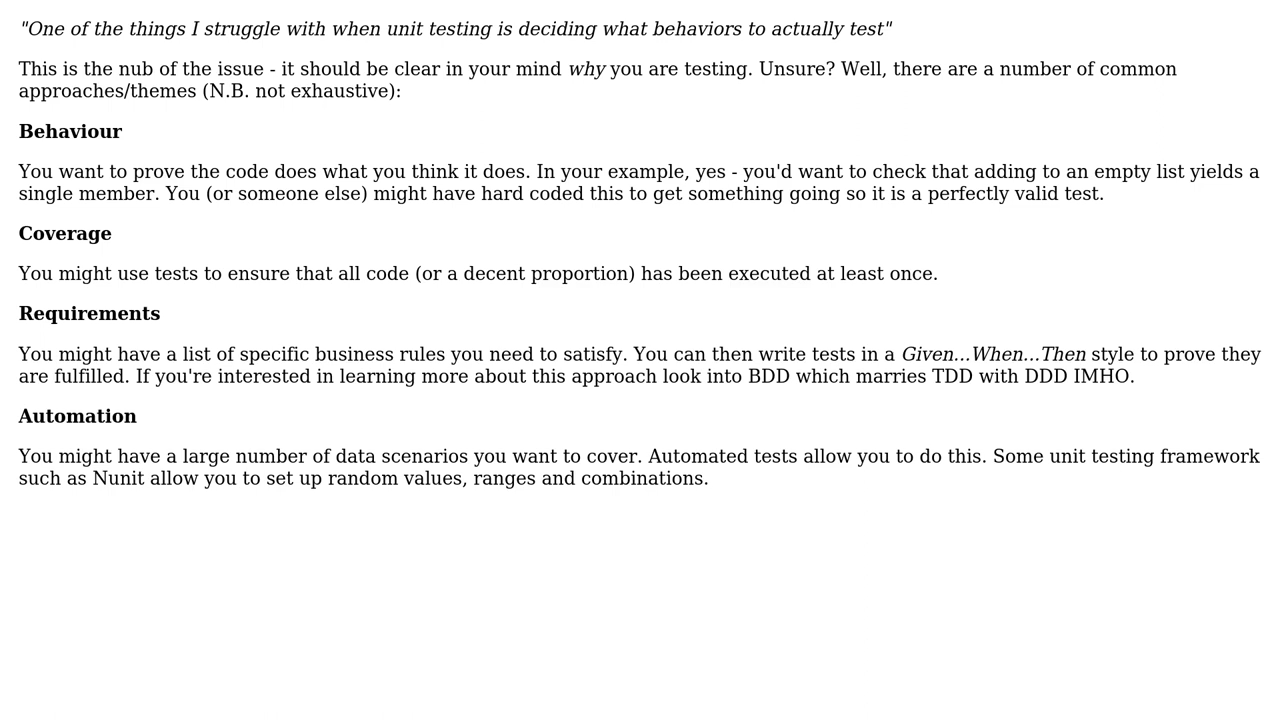 "One of the things I struggle with when unit testing is deciding what behaviors to actually test"
This is the nub of the issue - it should be clear in your mind why you are testing. Unsure? Well, there are a number of common
approaches/themes (N.B. not exhaustive):
Behaviour
You want to prove the code does what you think it does. In your example, yes - you'd want to check that adding to an empty list yields a
single member. You (or someone else) might have hard coded this to get something going so it is a perfectly valid test.
Coverage
You might use tests to ensure that all code (or a decent proportion) has been executed at least once.
Requirements
You might have a list of specific business rules you need to satisfy. You can then write tests in a Given...When...Then style to prove they
are fulfilled. If you're interested in learning more about this approach look into BDD which marries TDD with DDD IMHO.
Automation
You might have a large number of data scenarios you want to cover. Automated tests allow you to do this. Some unit testing framework
such as Nunit allow you to set up random values, ranges and combinations.